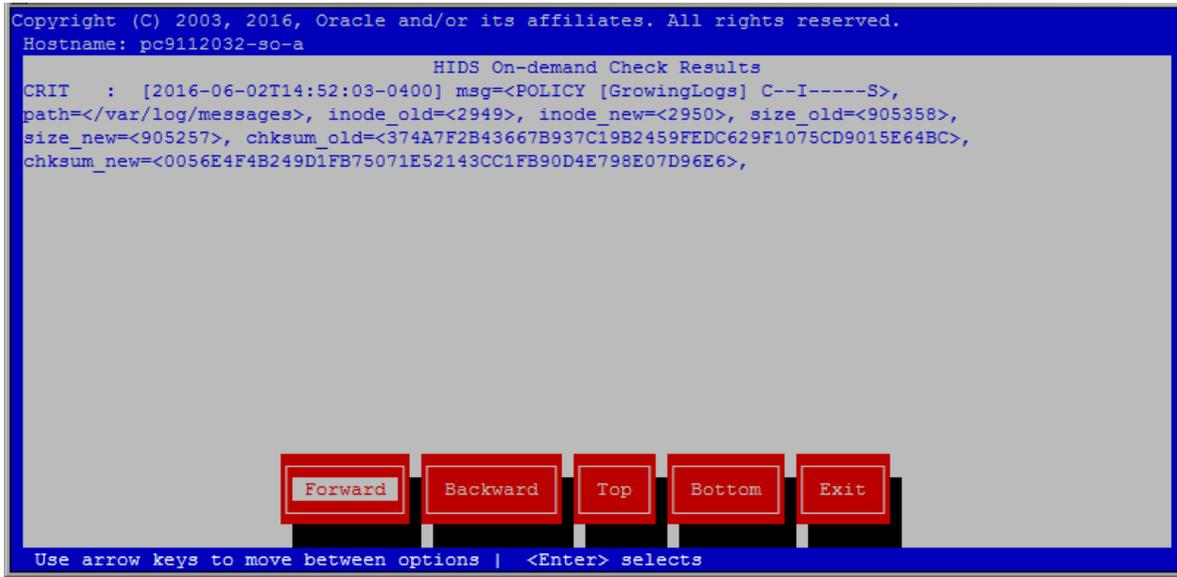 Copyright (C) 2003, 2016, Oracle and/or its affiliates. All rights reserved.
Hostname: pc9112032-so-a
HIDS On-demand Check Results
CRIT   :  [2016-06-02T14:52:03-0400] msg=<POLICY [GrowingLogs] C--I-----S>,
path=</var/log/messages>, inode_old=<2949>, inode_new=<2950>, size_old=<905358>,
size_new=<905257>, chksum_old=<374A7F2B43667B937C19B2459FEDC629F1075CD9015E64BC>,
chksum_new=<0056E4F4B249D1FB75071E52143CC1FB90D4E798E07D96E6>,
Forward Backward Top Bottom Exit
Use arrow keys to move between options |  <Enter> selects